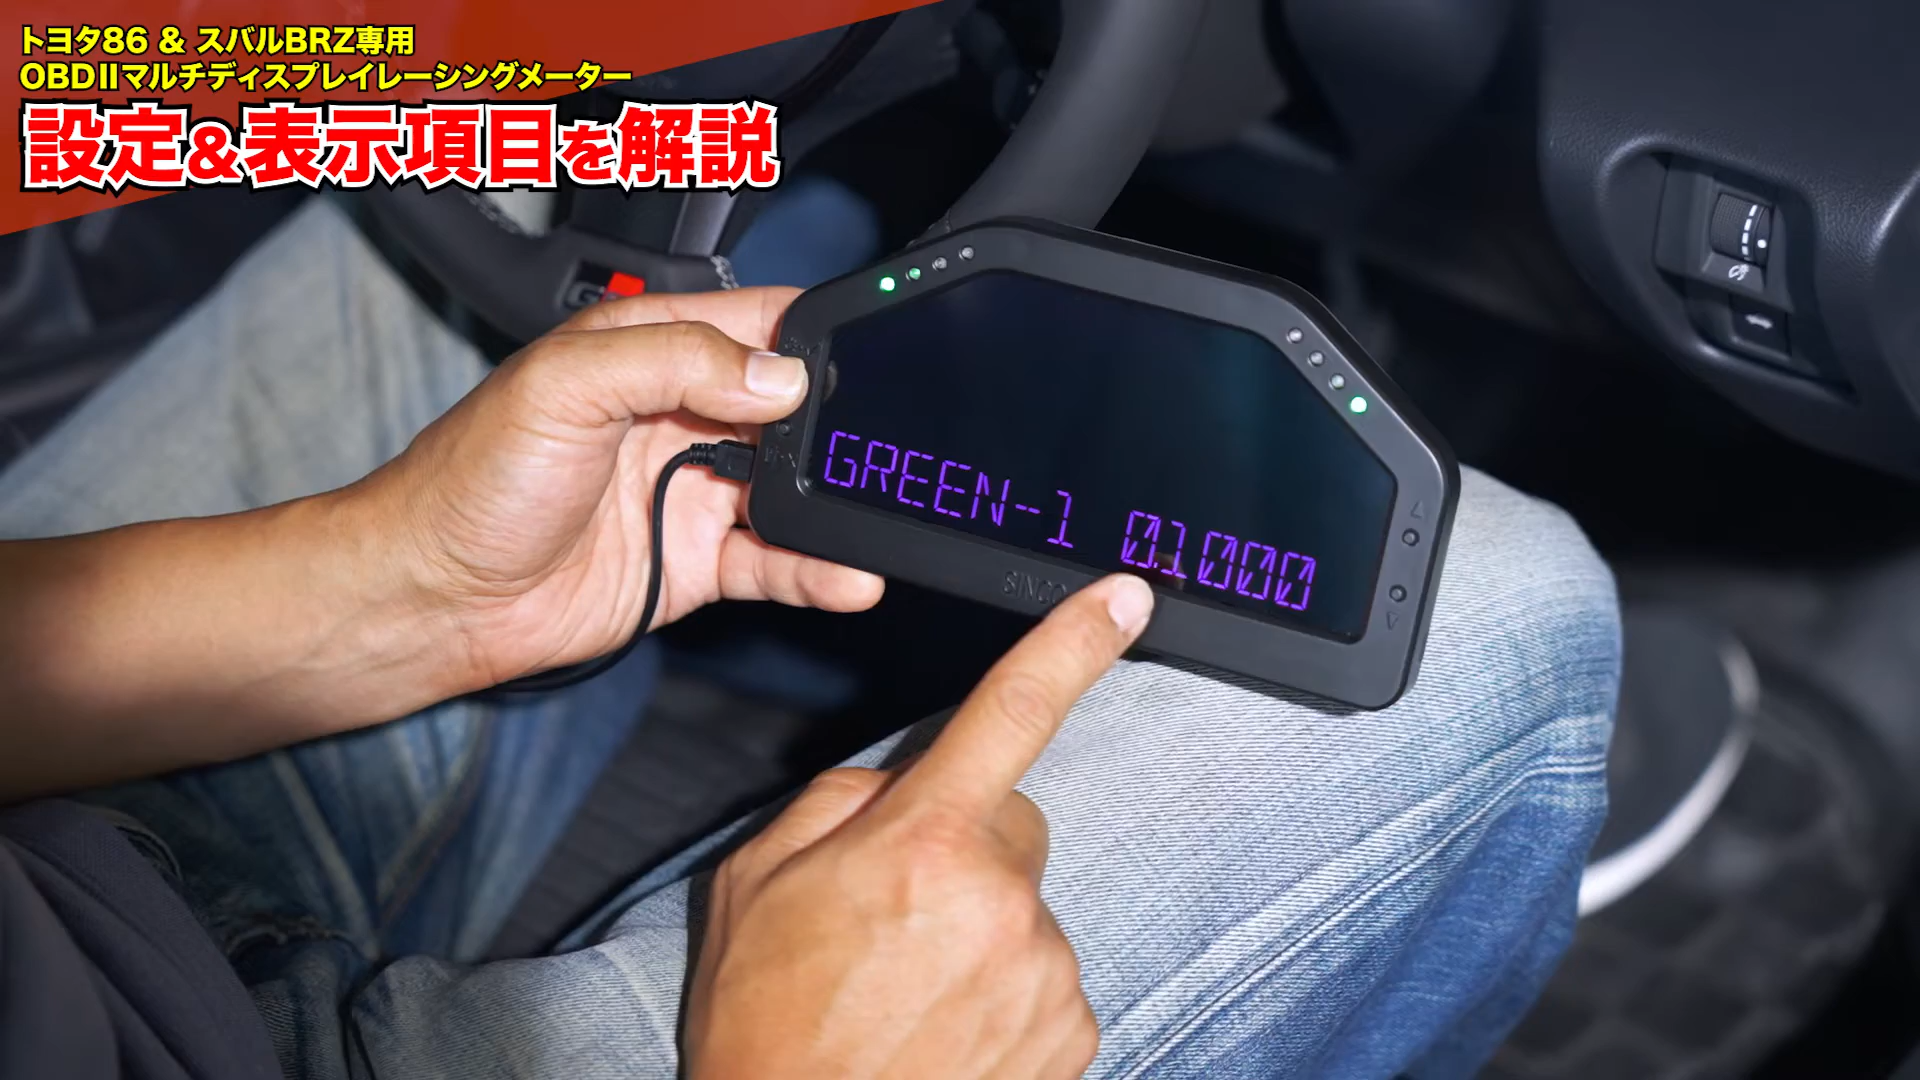 トヨタ86 & スバルBRZ専用
OBDIIマルチディスプレイレーシングメーター
設定&表示項目を解説
GREEN-1 01000
SINCO